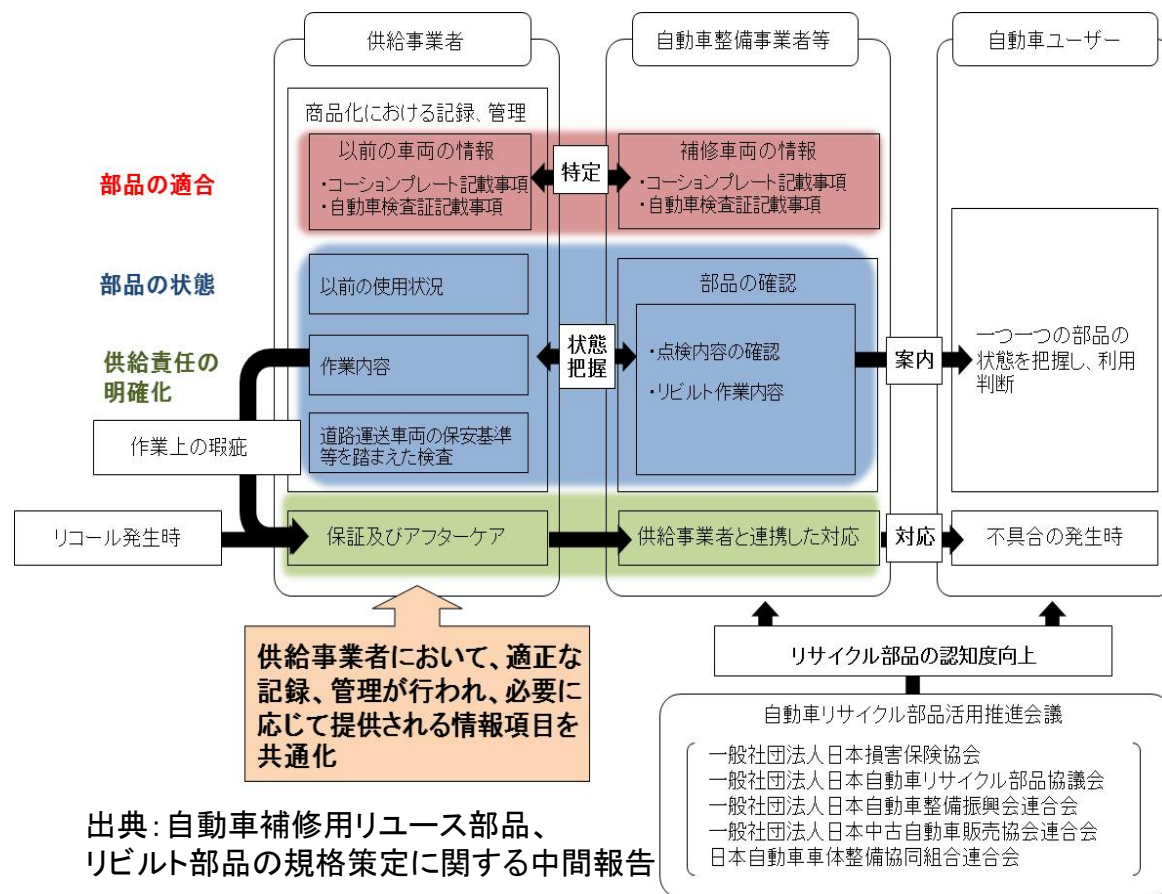 供給事業者
自動車整備事業者等
自動車ユーザー
商品化における記録、管理
部品の適合
以前の車両の情報
・コーションプレート記載事項
・自動車検査証記載事項
特定
補修車両の情報
・コーションプレート記載事項
・自動車検査証記載事項
部品の状態
以前の使用状況
部品の確認
供給責任の
明確化
作業内容
状態
把握
・点検内容の確認
・リビルト作業内容
案内
一つ一つの部品の
状態を把握し、利用
判断
作業上の瑕疵
道路運送車両の保安基準
等を踏まえた検査
リコール発生時
保証及びアフターケア
供給事業者と連携した対応
対応
不具合の発生時
供給事業者において、適正な
記録、管理が行われ、必要に
応じて提供される情報項目を
共通化
リサイクル部品の認知度向上
自動車リサイクル部品活用推進会議
一般社団法人日本損害保険協会
一般社団法人日本自動車リサイクル部品協議会
一般社団法人日本自動車整備振興会連合会
一般社団法人日本中古自動車販売協会連合会
日本自動車車体整備協同組合連合会
出典：自動車補修用リユース部品、
リビルト部品の規格策定に関する中間報告